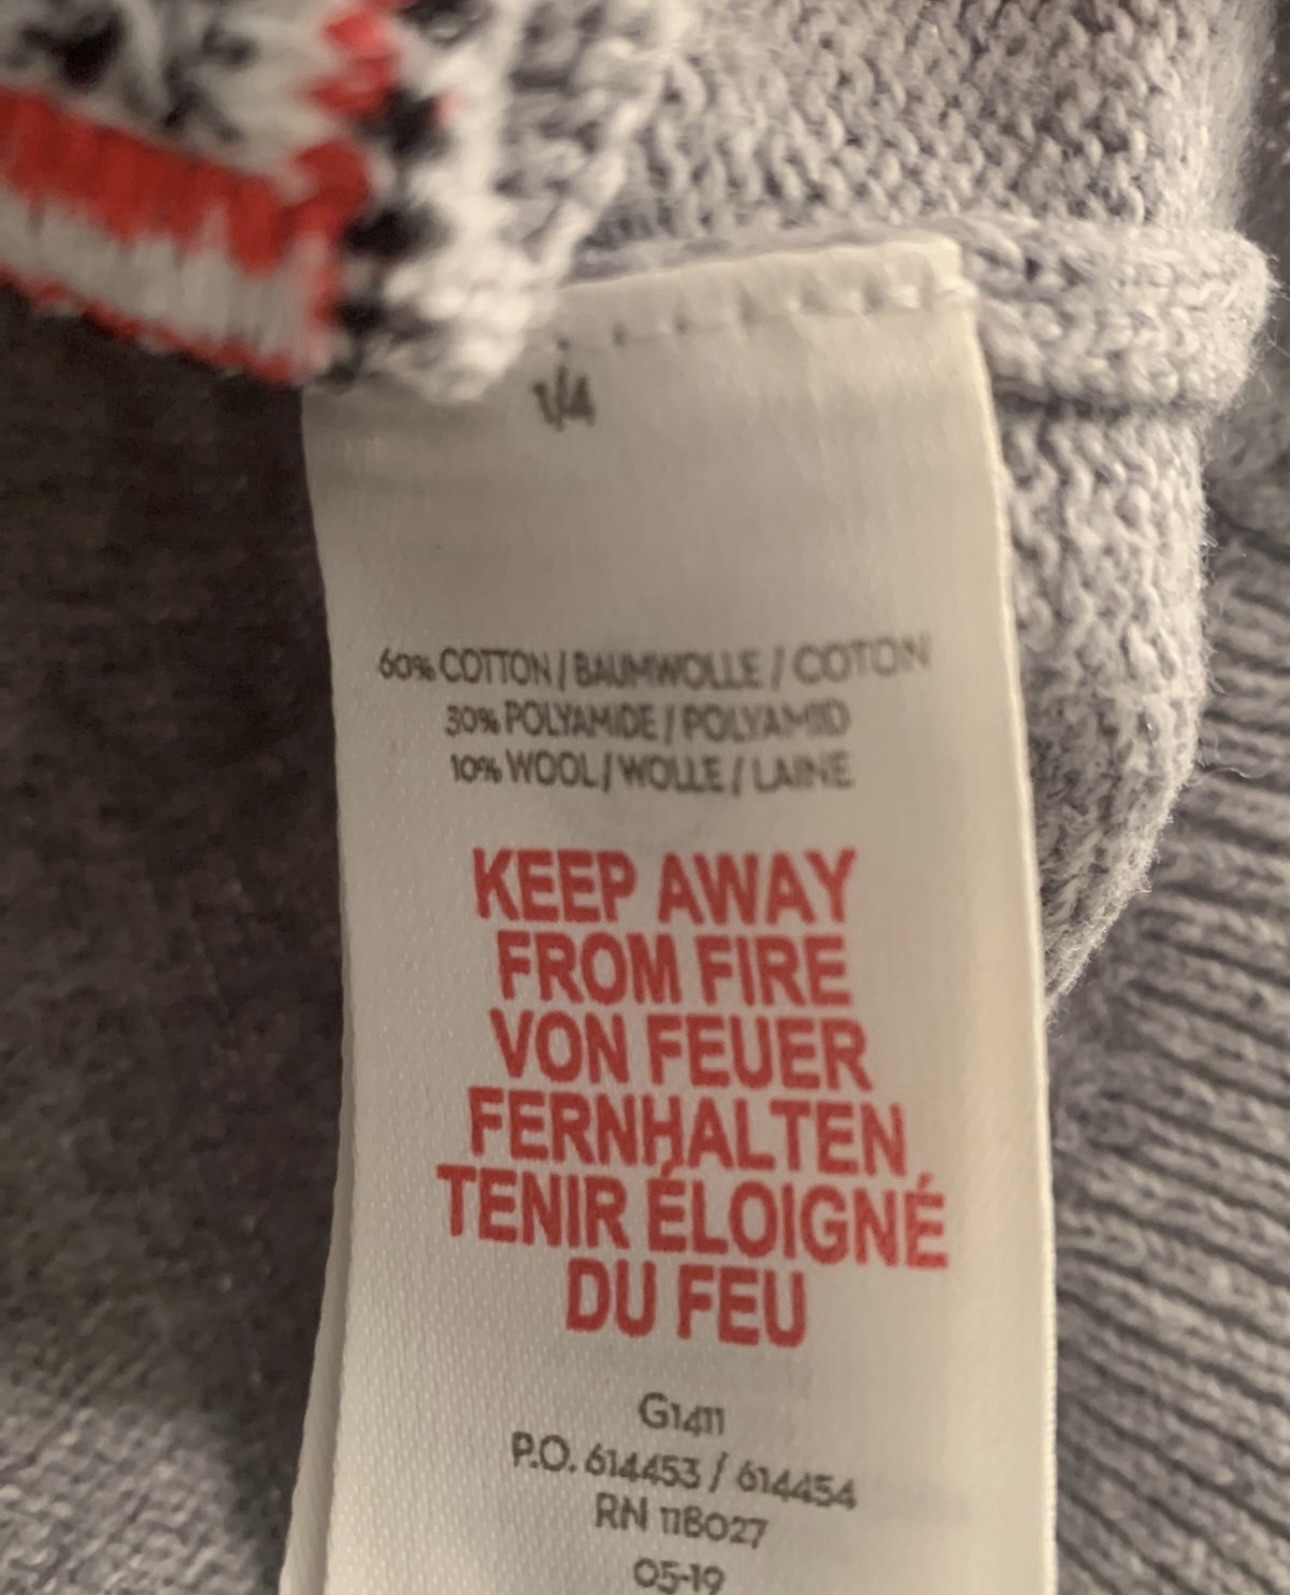 1/4
60% COTTON / BAUMWOLLE / COTON
30% POLYAMIDE / POLYAMID
10% WOOL / WOLLE / LAINE
KEEP AWAY
FROM FIRE
VON FEUER
FERNHALTEN
TENIR ÉLOIGNÉ
DU FEU
G1411
P.O. 614453 / 614454
RN 118027
05-19